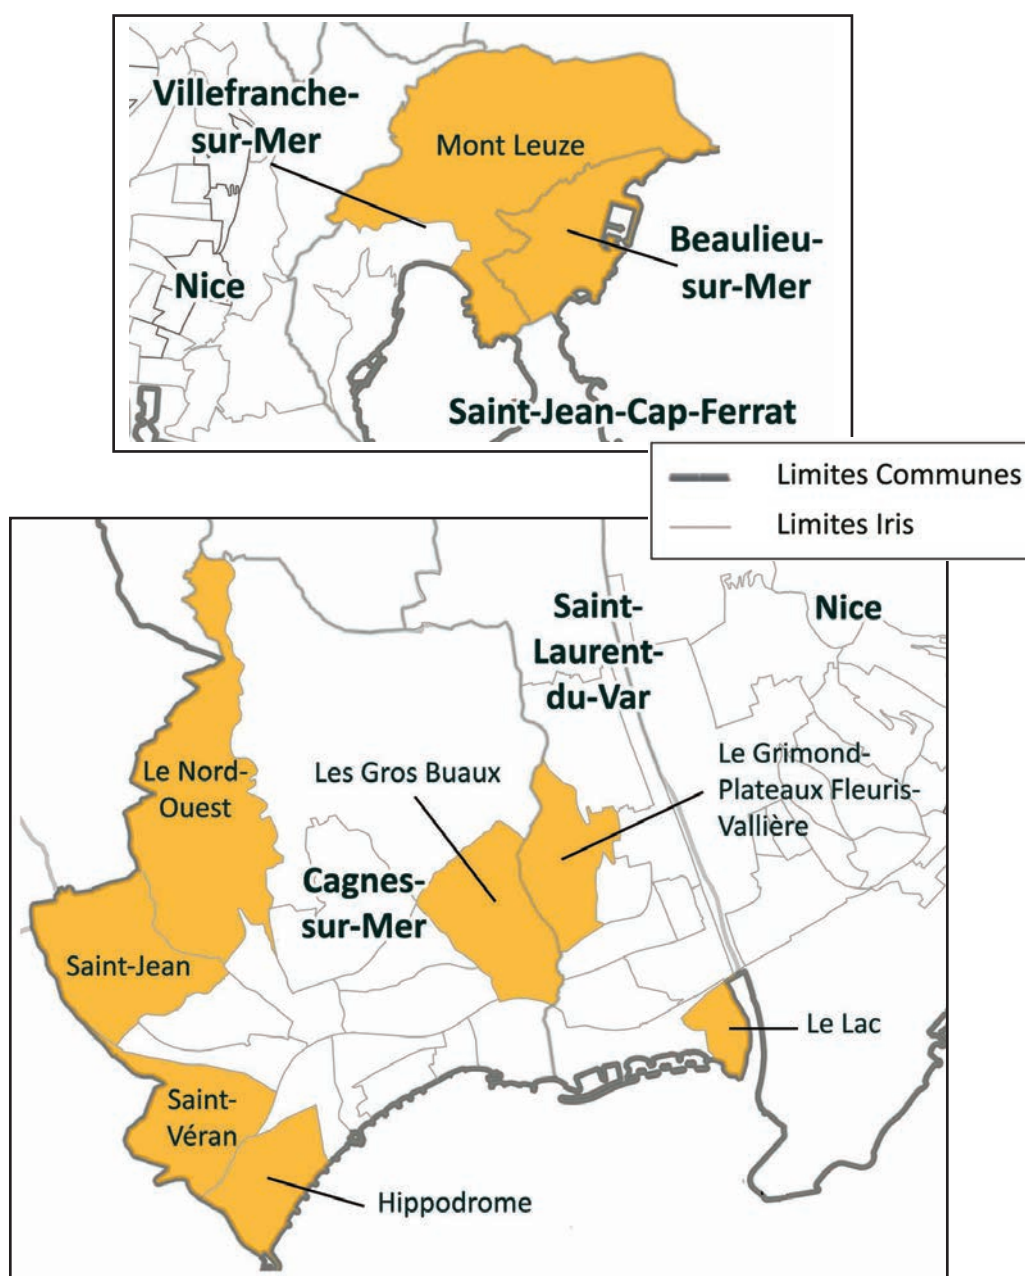 Villefranche-
sur-Mer
Mont Leuze
Beaulieu-
sur-Mer
Nice
Saint-Jean-Cap-Ferrat
Limites Communes
Limites Iris
Saint-
Laurent-
du-Var
Nice
Le Nord-
Ouest
Les Gros Buaux
Le Grimond-
Plateaux Fleuris-
Vallière
Cagnes-
sur-Mer
Saint-Jean
Le Lac
Saint-
Véran
Hippodrome